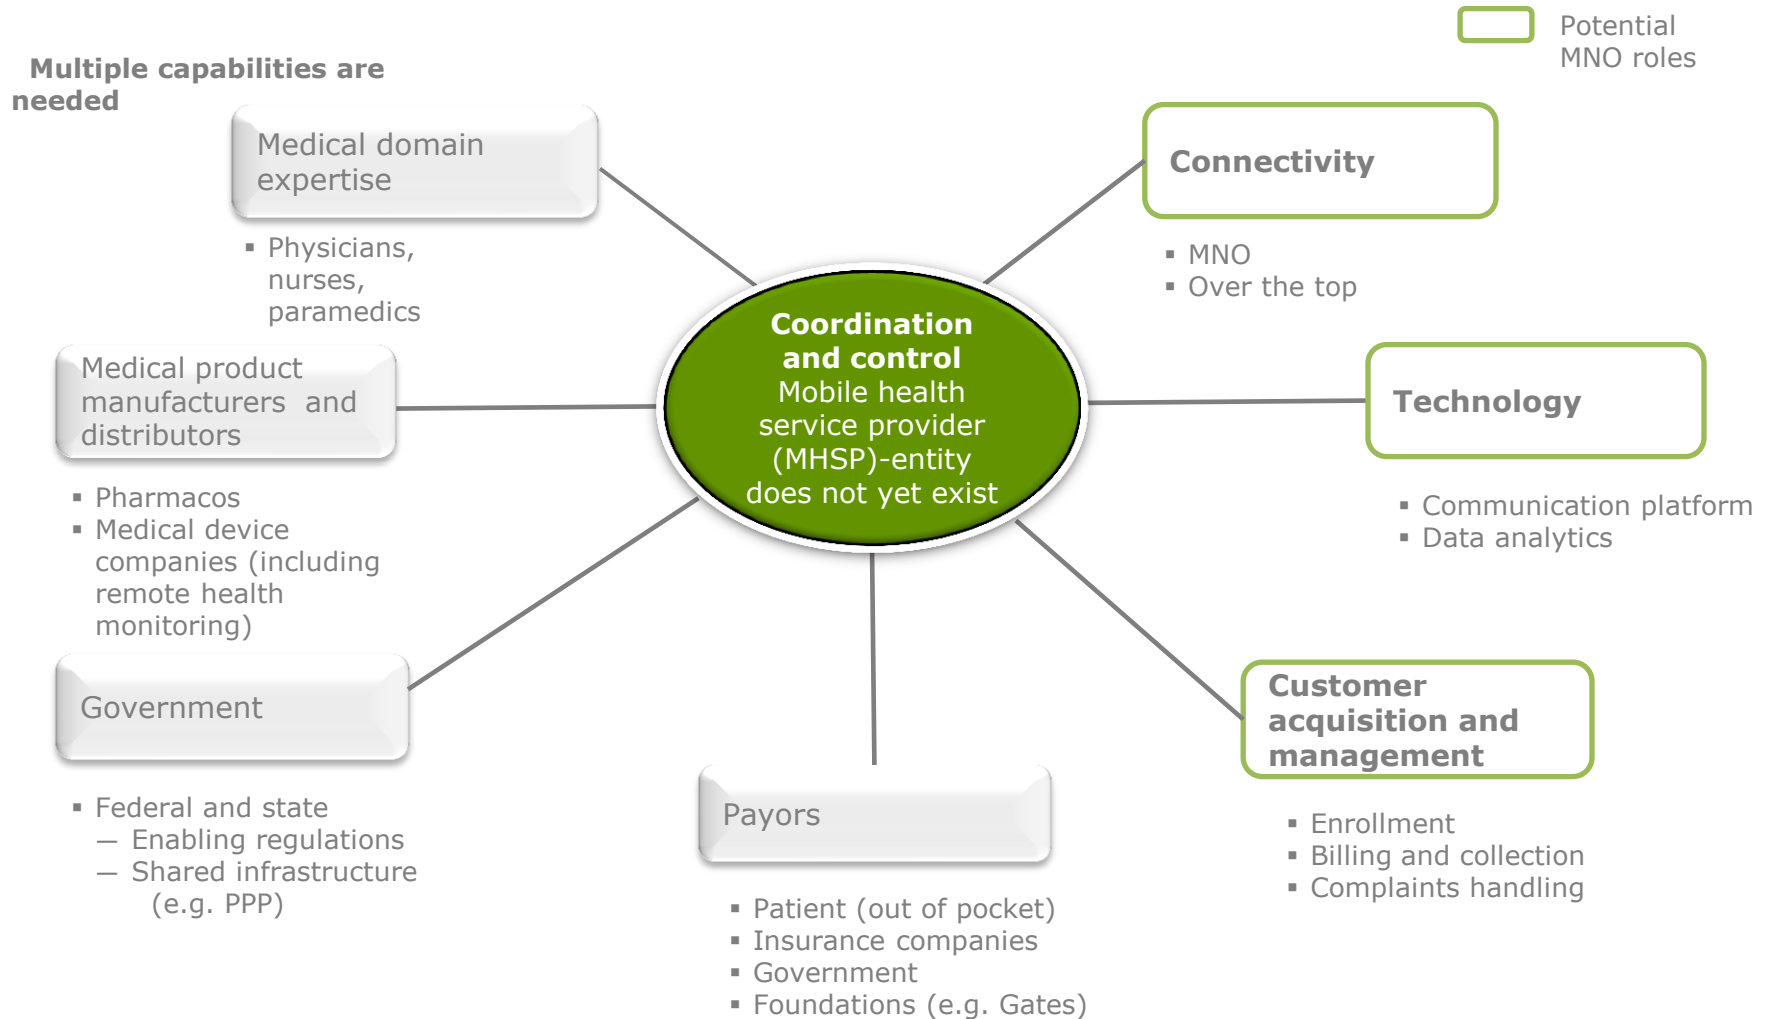 Potential
MNO roles
Multiple capabilities are
needed
Medical domain
expertise
▪ Physicians,
nurses,
paramedics
Connectivity
▪ MNO
▪ Over the top
Coordination
and control
Mobile health
service provider
(MHSP)-entity
does not yet exist
Medical product
manufacturers and
distributors
▪ Pharmacos
▪ Medical device
companies (including
remote health
monitoring)
Technology
▪ Communication platform
▪ Data analytics
Government
▪ Federal and state
— Enabling regulations
— Shared infrastructure
(e.g. PPP)
Customer
acquisition and
management
▪ Enrollment
▪ Billing and collection
▪ Complaints handling
Payors
▪ Patient (out of pocket)
▪ Insurance companies
▪ Government
▪ Foundations (e.g. Gates)